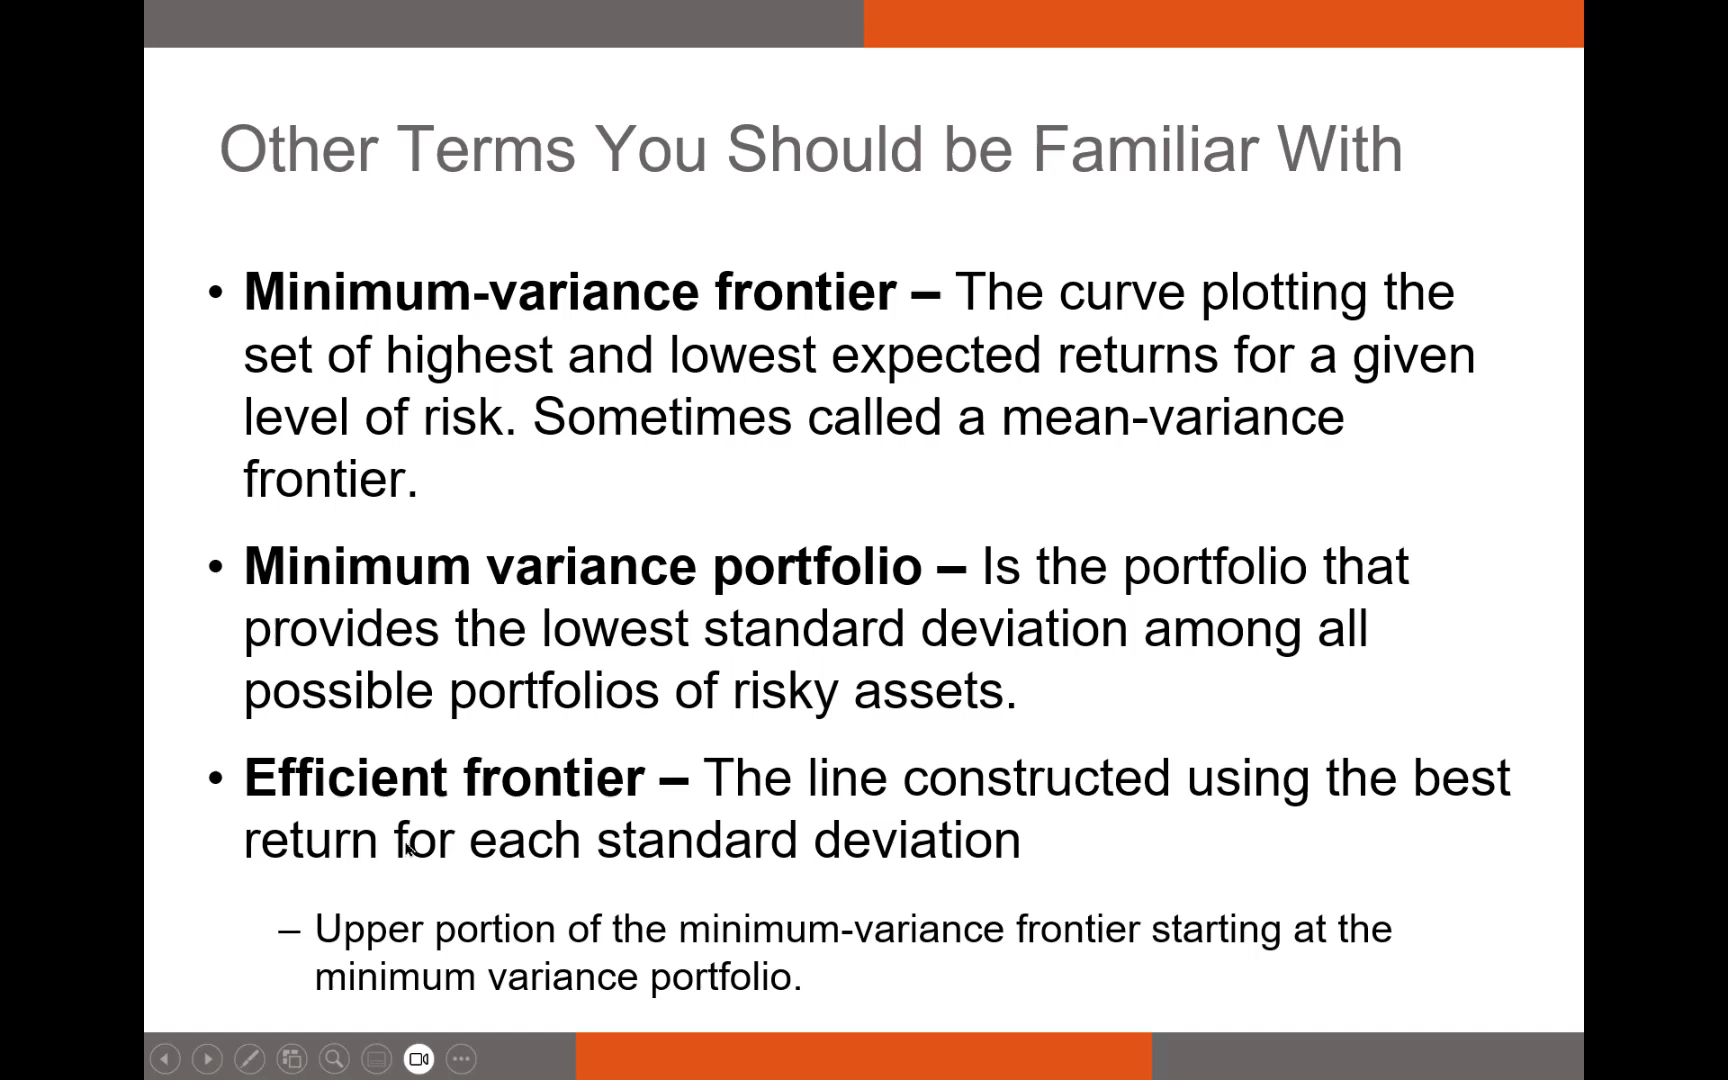 Other Terms You Should be Familiar With
• Minimum-variance frontier – The curve plotting the
set of highest and lowest expected returns for a given
level of risk. Sometimes called a mean-variance
frontier.
• Minimum variance portfolio – Is the portfolio that
provides the lowest standard deviation among all
possible portfolios of risky assets.
• Efficient frontier – The line constructed using the best
return for each standard deviation
– Upper portion of the minimum-variance frontier starting at the
minimum variance portfolio.